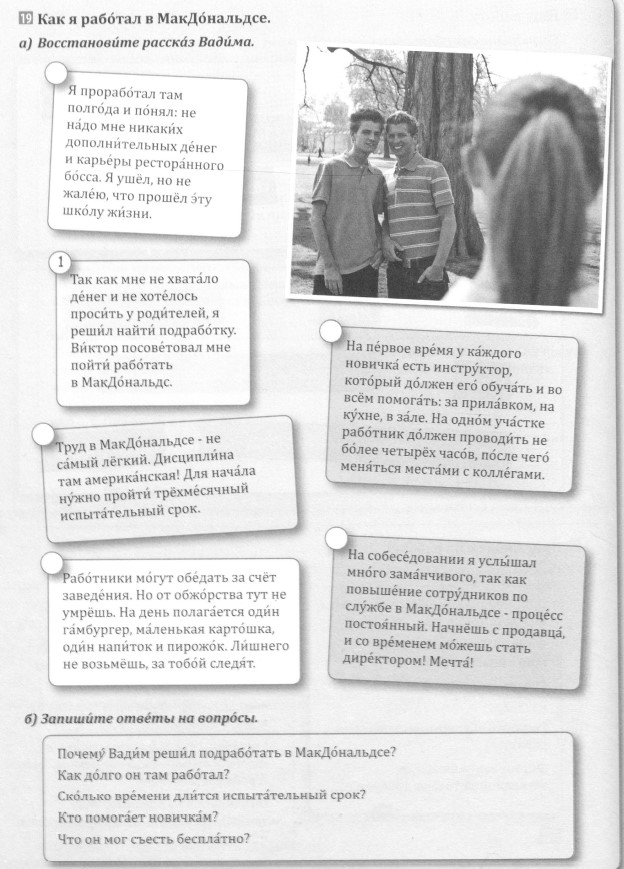 19 Как я рабо́тал в МакДо́нальдсе.
а) Восстанови́те расска́з Вади́ма.
Я прорабо́тал там
полго́да и по́нял: не
на́до мне никаки́х
дополни́тельных де́нег
и карье́ры рестора́нного
бо́сса. Я ушёл, но не
жале́ю, что прошёл э́ту
шко́лу жи́зни.
1
Так как мне не хвата́ло
де́нег и не хоте́лось
проси́ть у роди́телей, я
реши́л найти́ подрабо́тку.
Ви́ктор посове́товал мне
пойти́ рабо́тать
в МакДо́нальдс.
На пе́рвое вре́мя у ка́ждого
новичка́ есть инстру́ктор,
кото́рый до́лжен его́ обуча́ть и во
всём помога́ть: за прила́вком, на
ку́хне, в за́ле. На одно́м уча́стке
рабо́тник до́лжен проводи́ть не
бо́лее четырёх часо́в, по́сле чего́
меня́ться места́ми с колле́гами.
Труд в МакДо́нальдсе - не
са́мый лёгкий. Дисципли́на
там америка́нская! Для нача́ла
ну́жно пройти́ трёхме́сячный
испыта́тельный срок.
Рабо́тники мо́гут обе́дать за счёт
заведе́ния. Но от обжо́рства тут не
умрёшь. На день полага́ется оди́н
га́мбургер, ма́ленькая карто́шка,
оди́н напи́ток и пирожо́к. Ли́шнего
не возьмёшь, за тобо́й следя́т.
На собесе́довании я услы́шал
мно́го зама́нчивого, так как
повыше́ние сотру́дников по
слу́жбе в МакДо́нальдсе - проце́сс
постоя́нный. Начнёшь с продавца́,
и со вре́менем мо́жешь стать
дире́ктором! Мечта́!
б) Запиши́те отве́ты на вопро́сы.
Почему́ Вади́м реши́л подрабо́тать в МакДо́нальдсе?
Как до́лго он там рабо́тал?
Ско́лько вре́мени дли́тся испыта́тельный срок?
Кто помога́ет новичка́м?
Что он мог съесть беспла́тно?